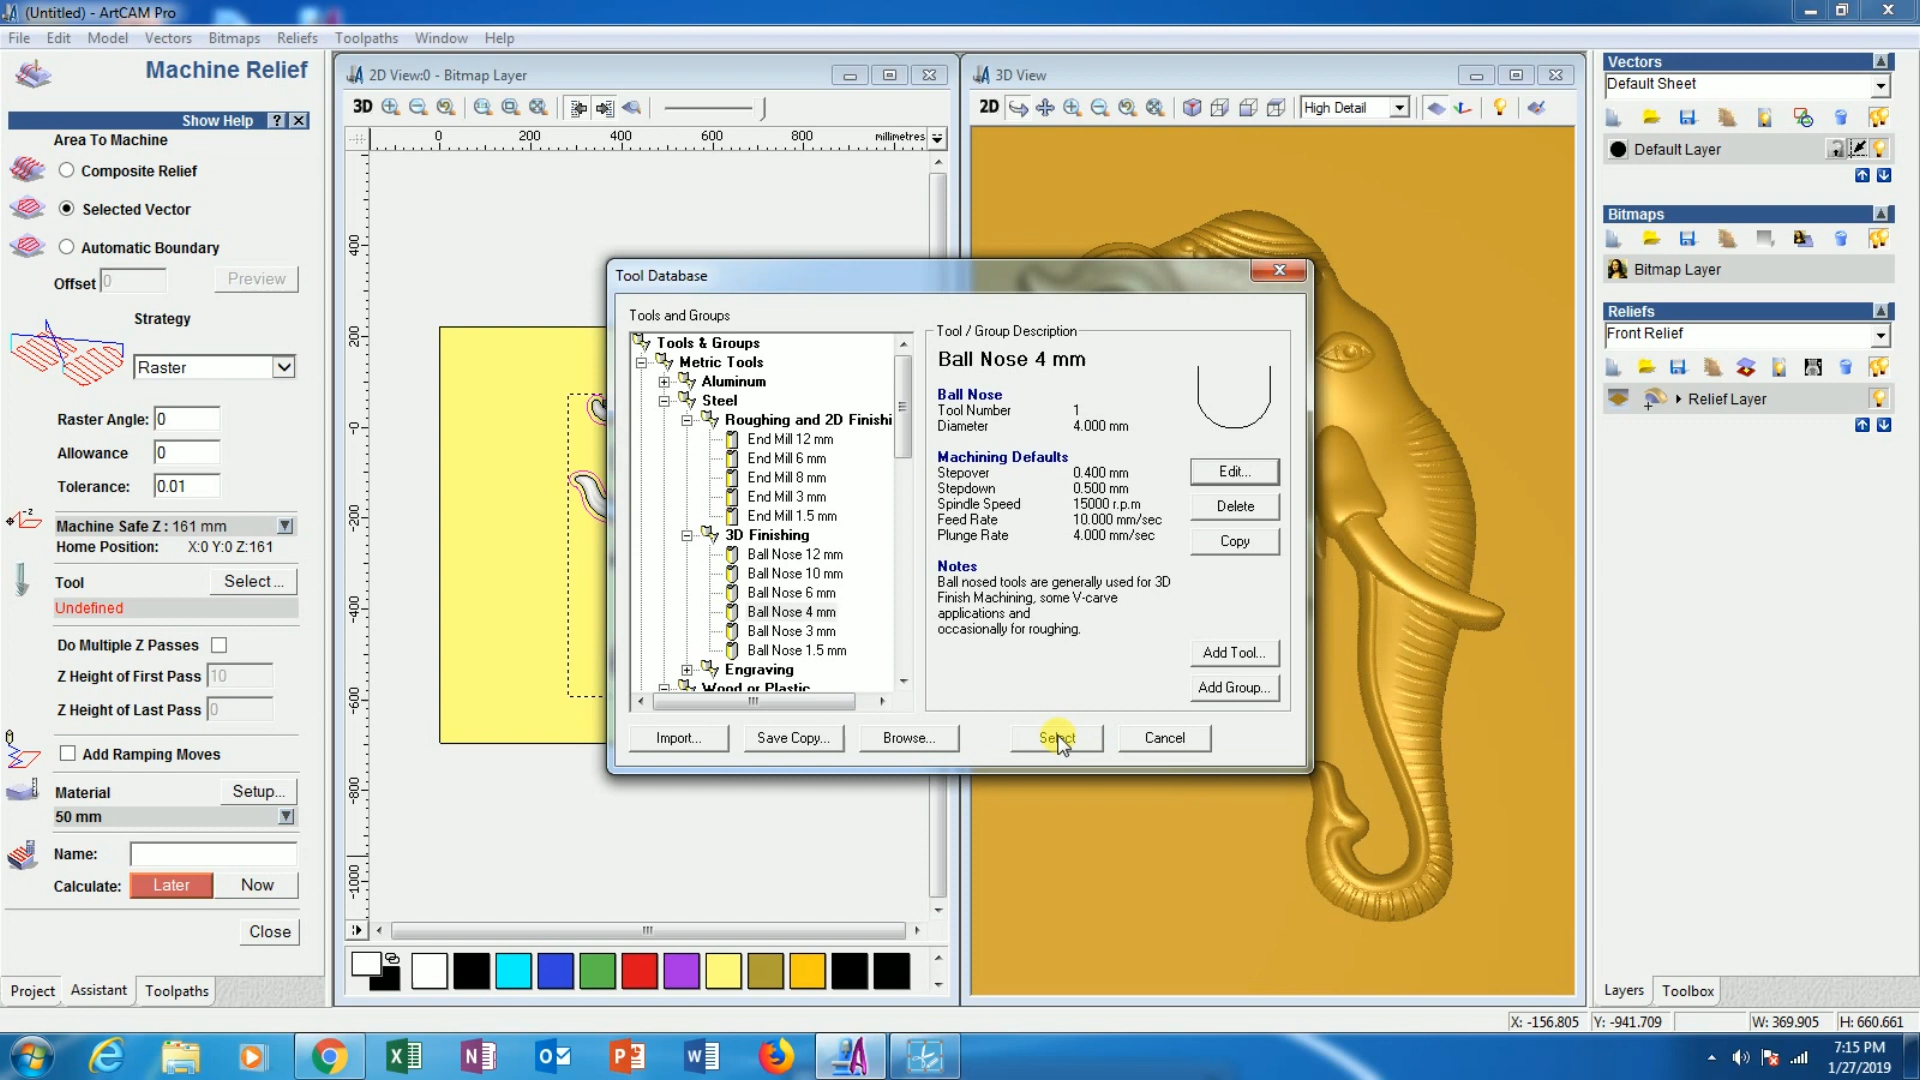 (Untitled) - ArtCAM Pro
File Edit Model Vectors Bitmaps Reliefs Toolpaths Window Help
Machine Relief
Show Help ?
Area To Machine
Composite Relief
Selected Vector
Automatic Boundary
Offset 0 Preview
Strategy
Raster
Raster Angle: 0
Allowance 0
Tolerance: 0.01
Machine Safe Z : 161 mm
Home Position: X:0 Y:0 Z:161
Tool Select ...
Undefined
Do Multiple Z Passes
Z Height of First Pass 10
Z Height of Last Pass 0
Add Ramping Moves
Material Setup...
50 mm
Name:
Calculate: Later Now
Close
Project Assistant Toolpaths
2D View:0 - Bitmap Layer
3D
0 200 400 600 800 millimetres
400
200
-0
-200
-400
-600
-800
-1000
3D View
2D High Detail
Tool Database
Tools and Groups
Tools & Groups
Metric Tools
Aluminum
Steel
Roughing and 2D Finishi
End Mill 12 mm
End Mill 6 mm
End Mill 8 mm
End Mill 3 mm
End Mill 1.5 mm
3D Finishing
Ball Nose 12 mm
Ball Nose 10 mm
Ball Nose 6 mm
Ball Nose 4 mm
Ball Nose 3 mm
Ball Nose 1.5 mm
Engraving
Wood or Plastic
Tool / Group Description
Ball Nose 4 mm
Ball Nose
Tool Number 1
Diameter 4.000 mm
Machining Defaults
Stepover 0.400 mm
Stepdown 0.500 mm
Spindle Speed 15000 r.p.m
Feed Rate 10.000 mm/sec
Plunge Rate 4.000 mm/sec
Notes
Ball nosed tools are generally used for 3D
Finish Machining, some V-carve
applications and
occasionally for roughing.
Edit...
Delete
Copy
Add Tool...
Add Group...
Import... Save Copy... Browse... Select Cancel
Vectors
Default Sheet
Default Layer
Bitmaps
Bitmap Layer
Reliefs
Front Relief
Relief Layer
Layers Toolbox
X: -156.805 Y: -941.709 W: 369.905 H: 660.661
7:15 PM
1/27/2019